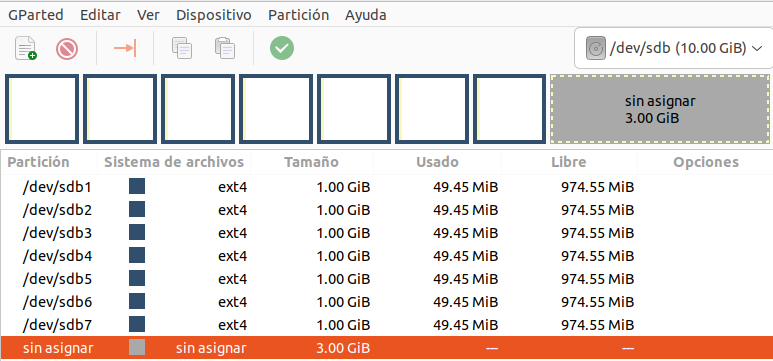 GParted Editar Ver Dispositivo Partición Ayuda
/dev/sdb (10.00 GiB)
sin asignar
3.00 GiB
Partición Sistema de archivos Tamaño Usado Libre Opciones
/dev/sdb1 ext4 1.00 GiB 49.45 MiB 974.55 MiB
/dev/sdb2 ext4 1.00 GiB 49.45 MiB 974.55 MiB
/dev/sdb3 ext4 1.00 GiB 49.45 MiB 974.55 MiB
/dev/sdb4 ext4 1.00 GiB 49.45 MiB 974.55 MiB
/dev/sdb5 ext4 1.00 GiB 49.45 MiB 974.55 MiB
/dev/sdb6 ext4 1.00 GiB 49.45 MiB 974.55 MiB
/dev/sdb7 ext4 1.00 GiB 49.45 MiB 974.55 MiB
sin asignar sin asignar 3.00 GiB --- ---